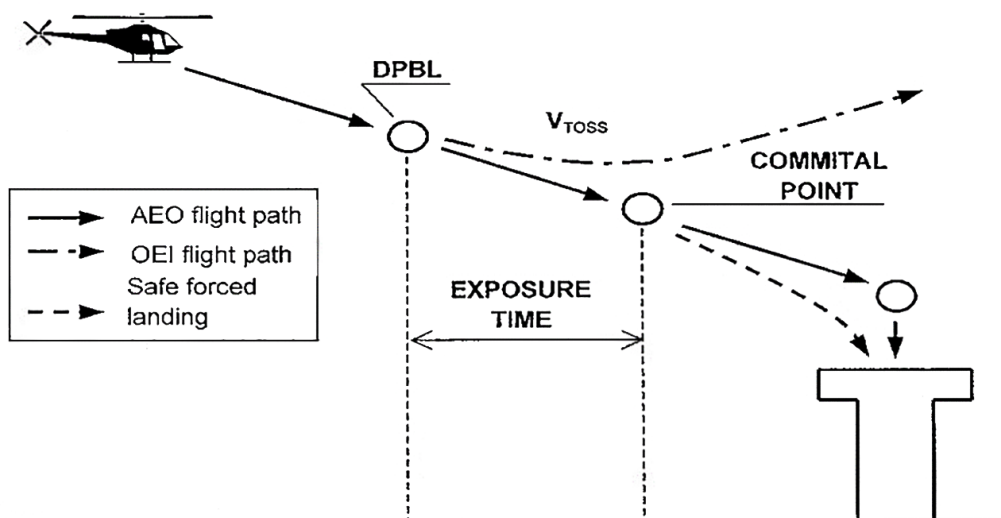 DPBL
VTOSS
COMMITAL
POINT
AEO flight path
OEI flight path
Safe forced
landing
EXPOSURE
TIME